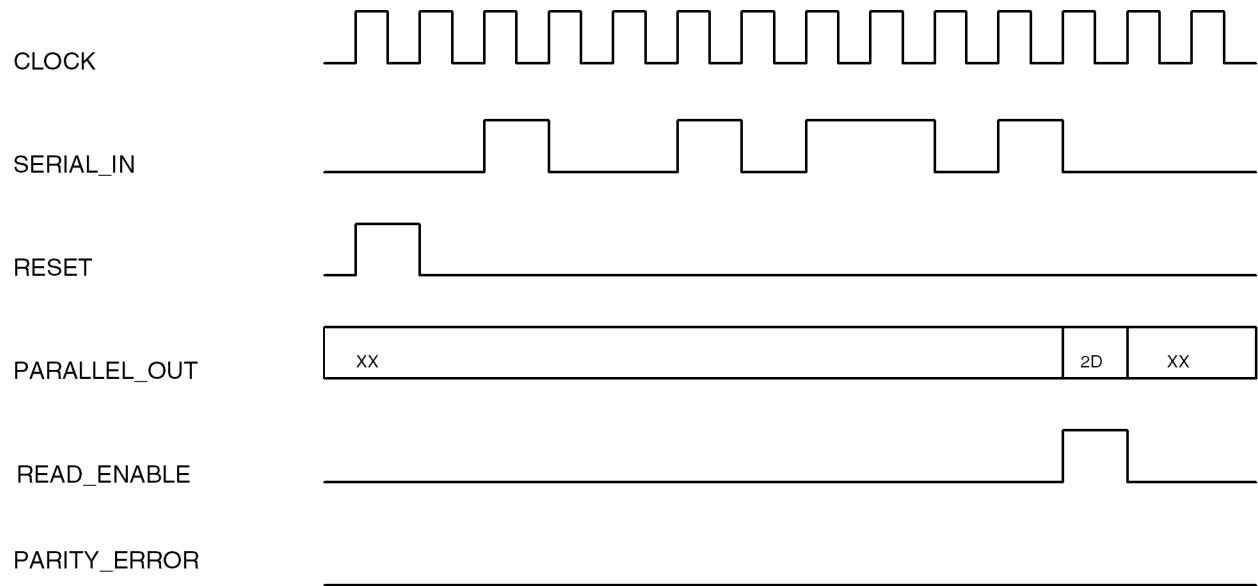 CLOCK
SERIAL_IN
RESET
PARALLEL_OUT XX 2D XX
READ_ENABLE
PARITY_ERROR